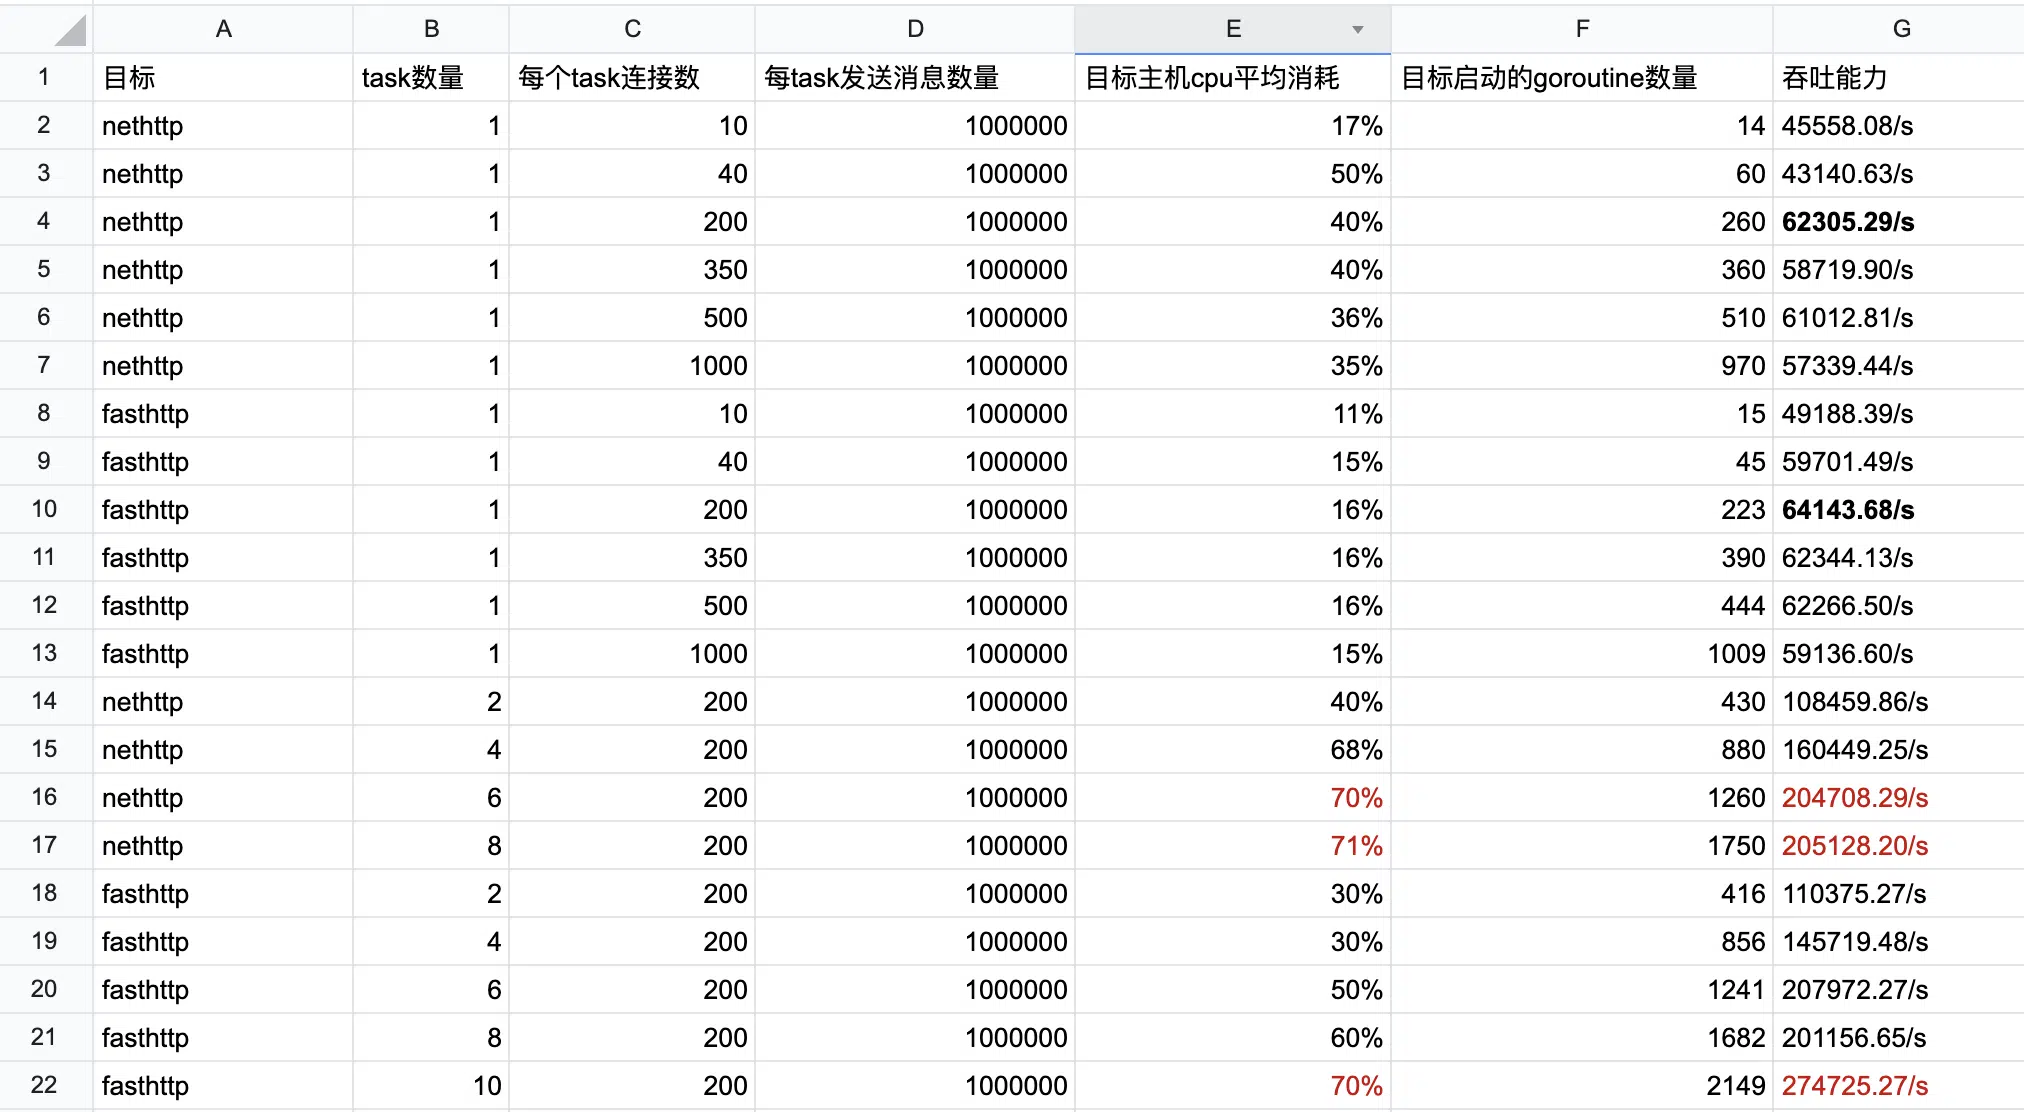 A B C D E F G
1 目标 task数量 每个task连接数 每task发送消息数量 目标主机cpu平均消耗 目标启动的goroutine数量 吞吐能力
2 nethttp 1 10 1000000 17% 14 45558.08/s
3 nethttp 1 40 1000000 50% 60 43140.63/s
4 nethttp 1 200 1000000 40% 260 62305.29/s
5 nethttp 1 350 1000000 40% 360 58719.90/s
6 nethttp 1 500 1000000 36% 510 61012.81/s
7 nethttp 1 1000 1000000 35% 970 57339.44/s
8 fasthttp 1 10 1000000 11% 15 49188.39/s
9 fasthttp 1 40 1000000 15% 45 59701.49/s
10 fasthttp 1 200 1000000 16% 223 64143.68/s
11 fasthttp 1 350 1000000 16% 390 62344.13/s
12 fasthttp 1 500 1000000 16% 444 62266.50/s
13 fasthttp 1 1000 1000000 15% 1009 59136.60/s
14 nethttp 2 200 1000000 40% 430 108459.86/s
15 nethttp 4 200 1000000 68% 880 160449.25/s
16 nethttp 6 200 1000000 70% 1260 204708.29/s
17 nethttp 8 200 1000000 71% 1750 205128.20/s
18 fasthttp 2 200 1000000 30% 416 110375.27/s
19 fasthttp 4 200 1000000 30% 856 145719.48/s
20 fasthttp 6 200 1000000 50% 1241 207972.27/s
21 fasthttp 8 200 1000000 60% 1682 201156.65/s
22 fasthttp 10 200 1000000 70% 2149 274725.27/s